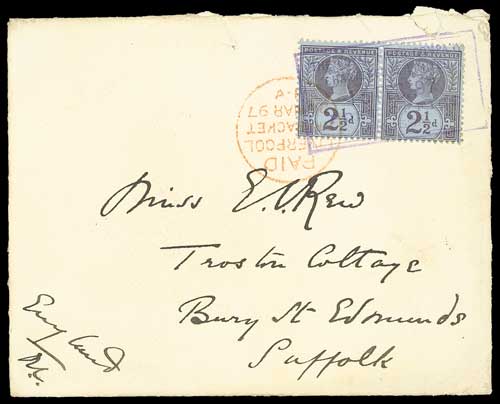 POSTAGE & REVENUE POSTAGE & REVENUE
2½d 2½d
PAID
LIVERPOOL
PACKET
MAR 97
Miss E. V. Rew
Troston Cottage
Bury St Edmunds
Suffolk
England